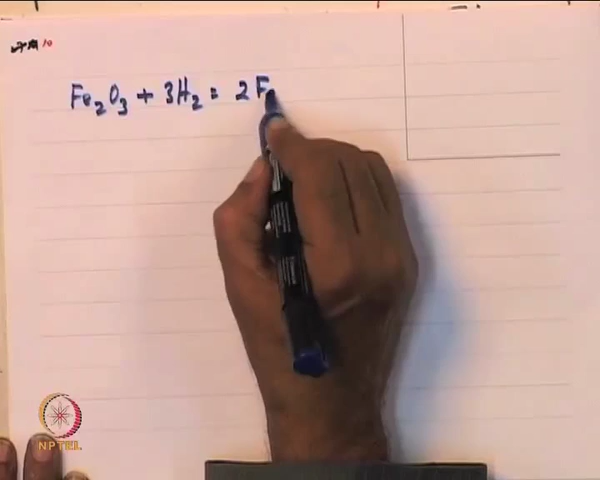 Fe₂O₃ + 3H₂ = 2F
NPTEL